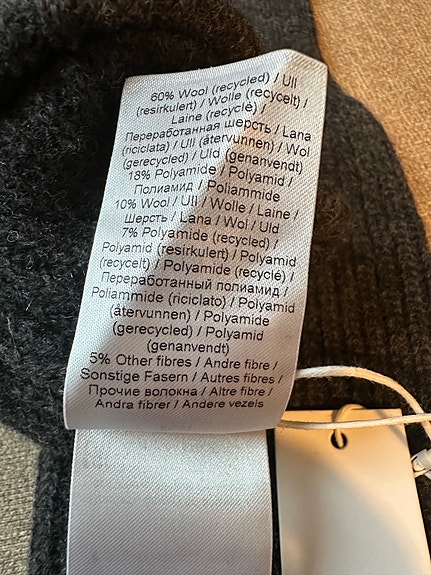 60% Wool (recycled) / Ull
(resirkulert) / Wolle (recycelt) /
Laine (recyclé) /
Переработанная шерсть / Lana
(riciclata) / Ull (återvunnen) / Wol
(gerecycled) / Uld (genanvendt)
18% Polyamide / Polyamid /
Полиамид / Poliammide
10% Wool / Ull / Wolle / Laine /
Шерсть / Lana / Wol / Uld
7% Polyamide (recycled) /
Polyamid (resirkulert) / Polyamid
(recycelt) / Polyamide (recyclé) /
Переработанный полиамид /
Poliammide (riciclato) / Polyamid
(återvunnen) / Polyamide
(gerecycled) / Polyamid
(genanvendt)
5% Other fibres / Andre fibre /
Sonstige Fasern / Autres fibres /
Прочие волокна / Altre fibre /
Andra fibrer / Andere vezels